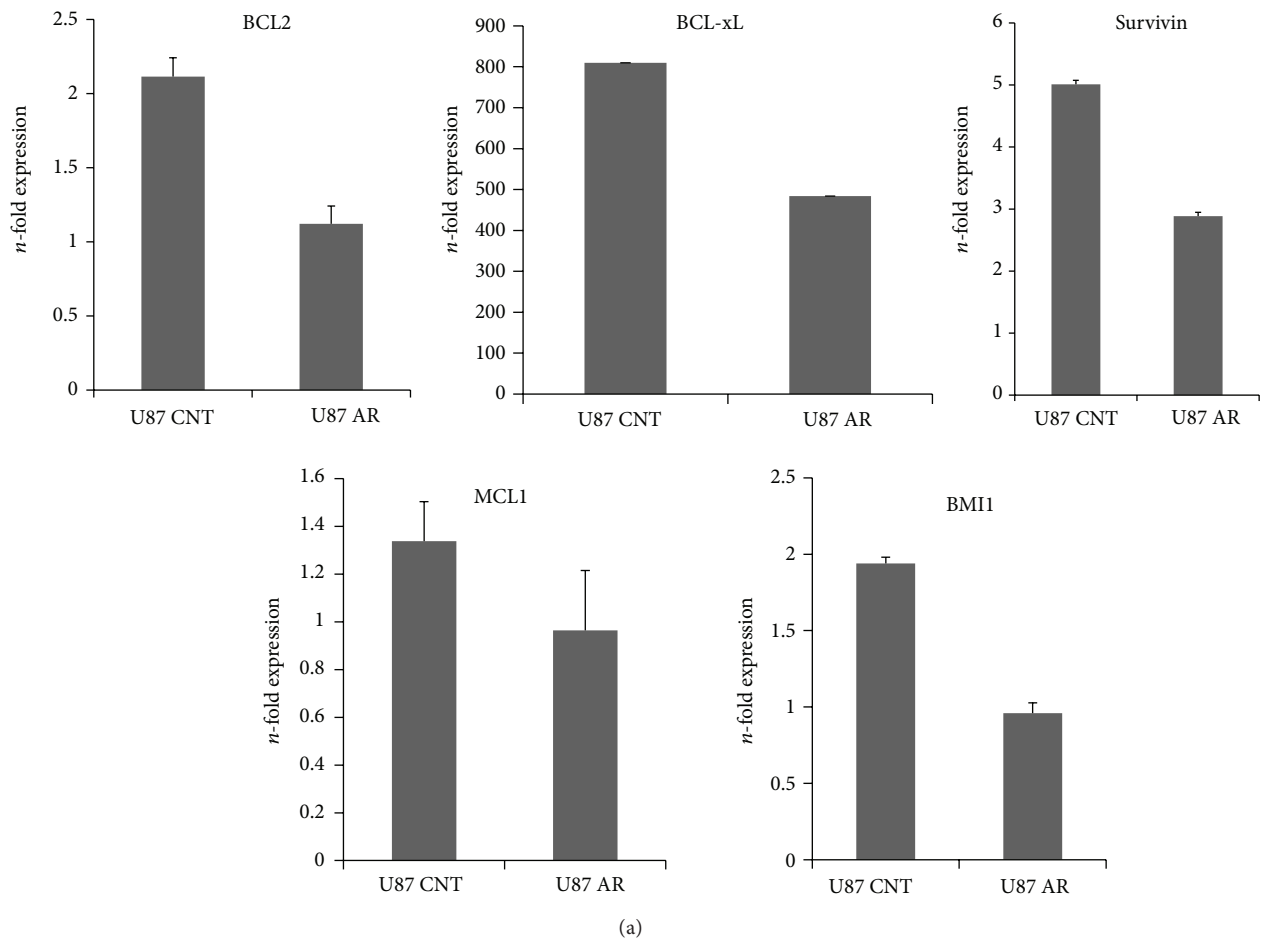 BCL2
n-fold expression
2.5
2
1.5
1
0.5
0
U87 CNT U87 AR
BCL-xL
n-fold expression
900
800
700
600
500
400
300
200
100
0
U87 CNT U87 AR
Survivin
n-fold expression
6
5
4
3
2
1
0
U87 CNT U87 AR
MCL1
n-fold expression
1.6
1.4
1.2
1
0.8
0.6
0.4
0.2
0
U87 CNT U87 AR
BMI1
n-fold expression
2.5
2
1.5
1
0.5
0
U87 CNT U87 AR
(a)